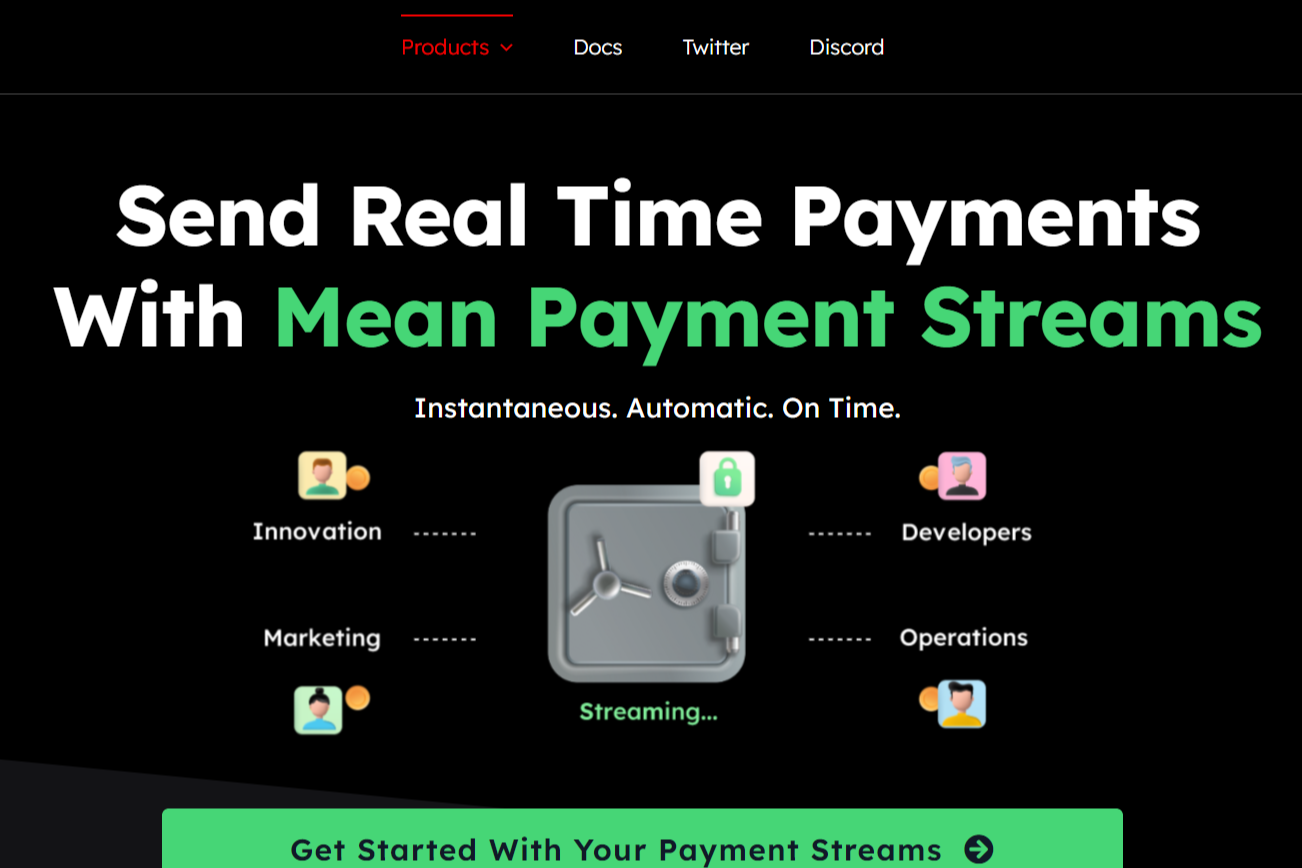 Products
Docs
Twitter
Discord
Send Real Time Payments
With Mean Payment Streams
Instantaneous. Automatic. On Time.
Innovation
Developers
Marketing
Operations
Streaming...
Get Started With Your Payment Streams